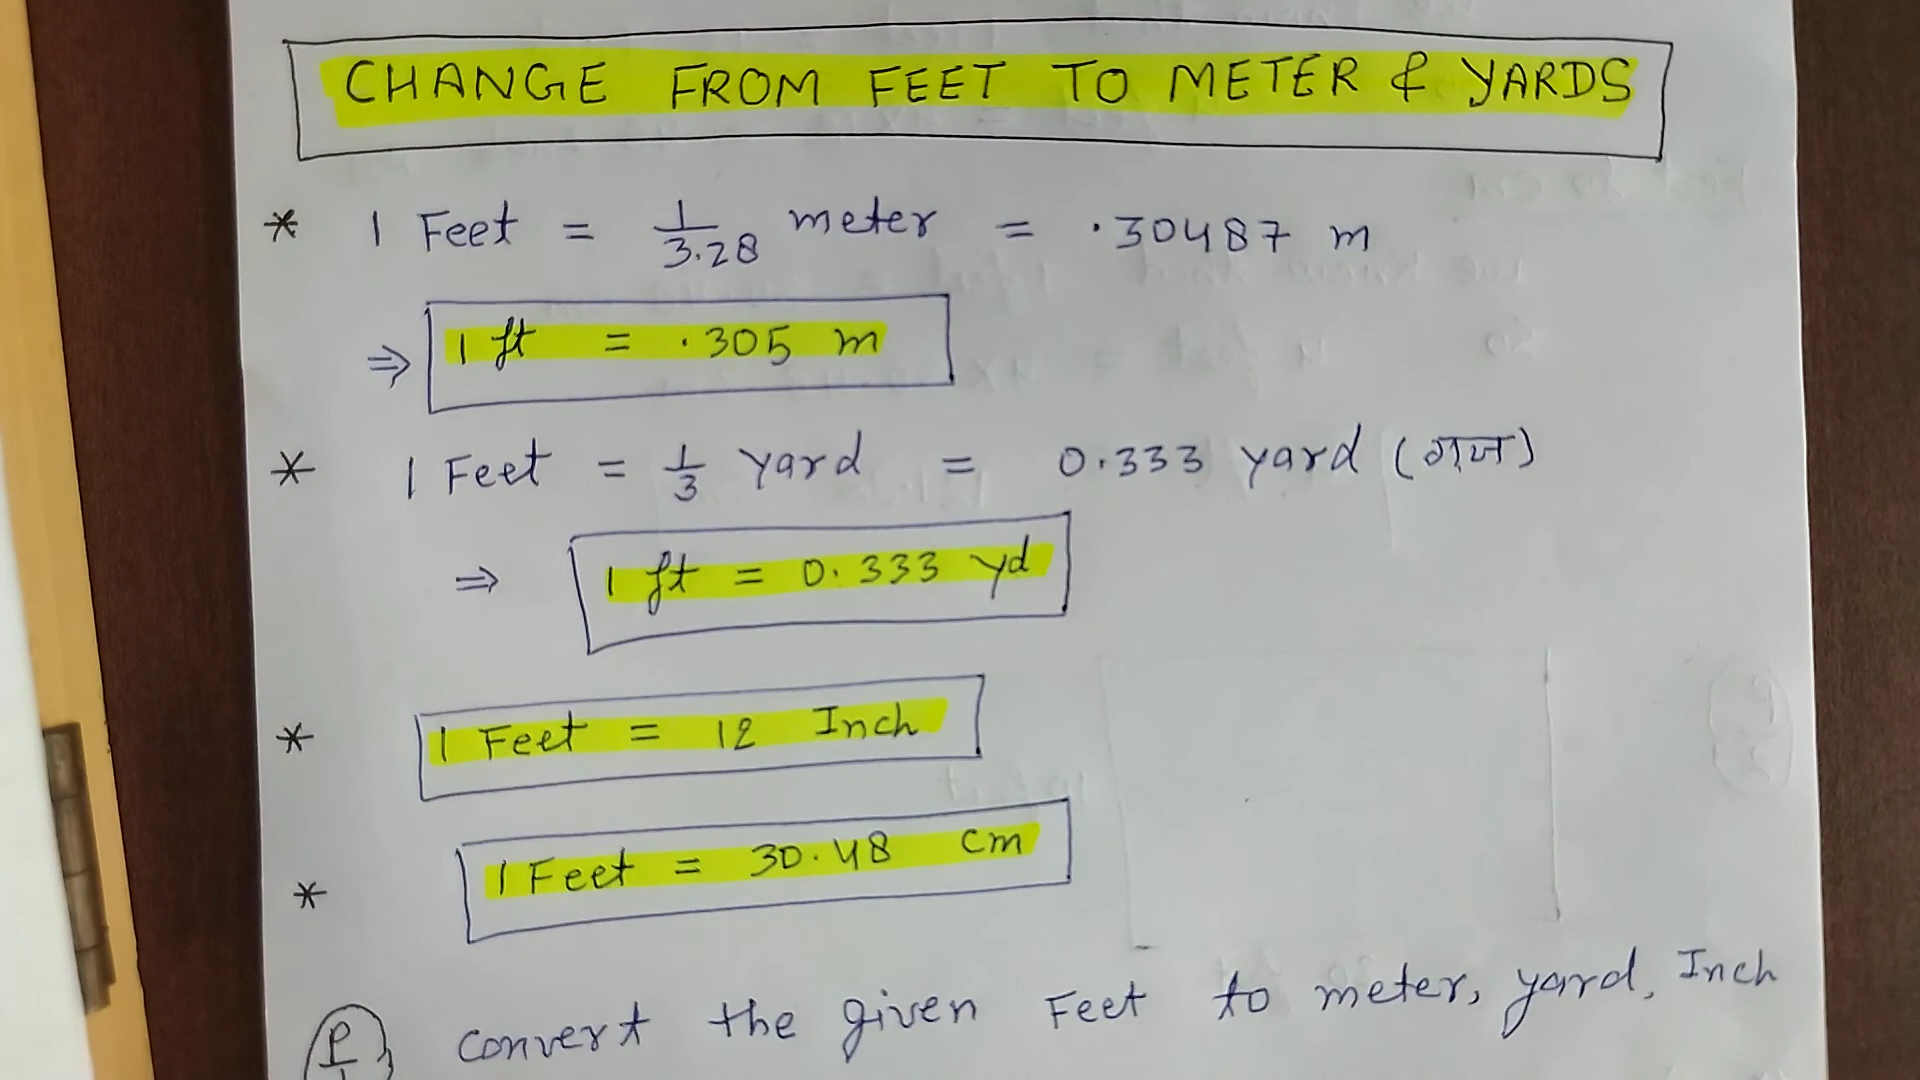 CHANGE FROM FEET TO METER & YARDS
* 1 Feet = 1/3.28 meter = .30487 m
⇒ 1 ft = .305 m
* 1 Feet = 1/3 yard = 0.333 yard (गज)
⇒ 1 ft = 0.333 yd
* 1 Feet = 12 Inch
* 1 Feet = 30.48 cm
convert the given Feet to meter, yard, Inch